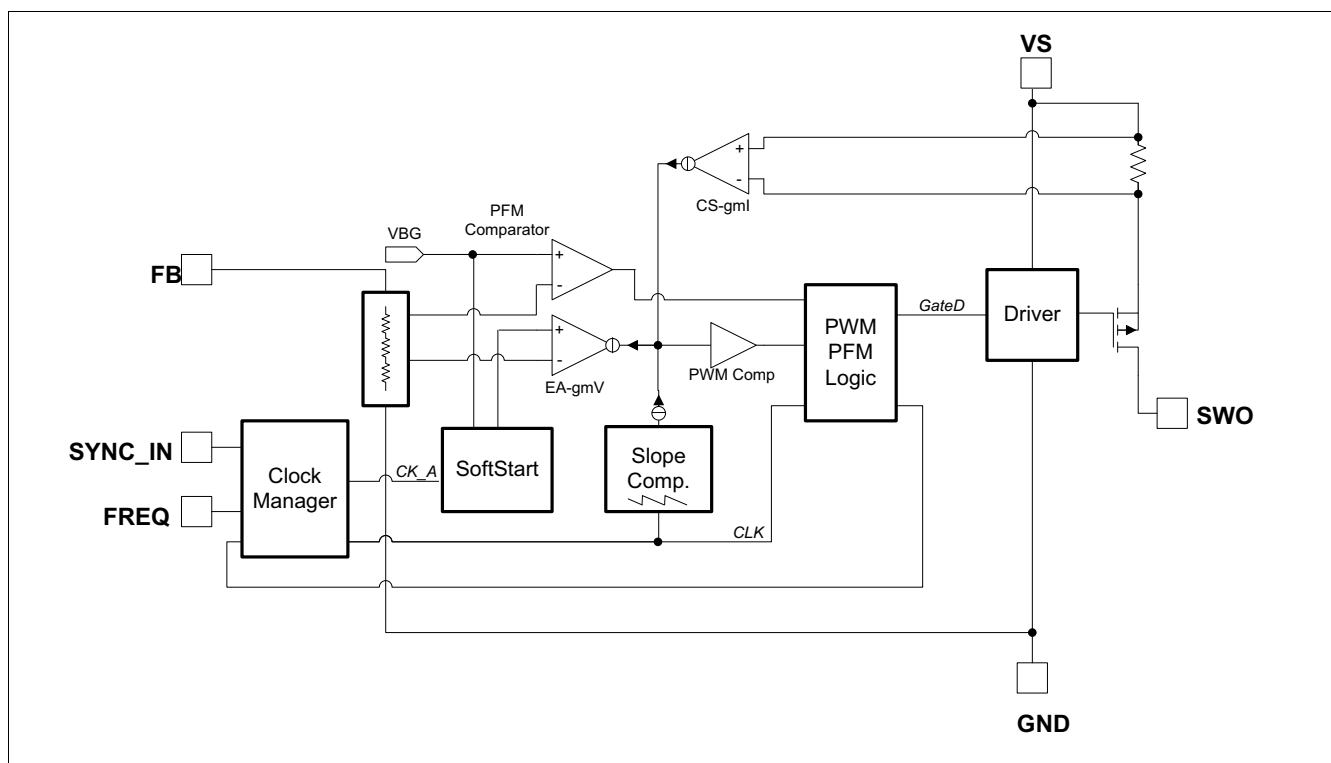 VS
+
-
CS-gmI
PFM
Comparator
VBG
FB
+
-
GateD
Driver
PWM
PFM
Logic
+
-
EA-gmV
PWM Comp
SWO
SYNC_IN
Clock
Manager
CK_A
SoftStart
Slope
Comp.
FREQ
CLK
GND